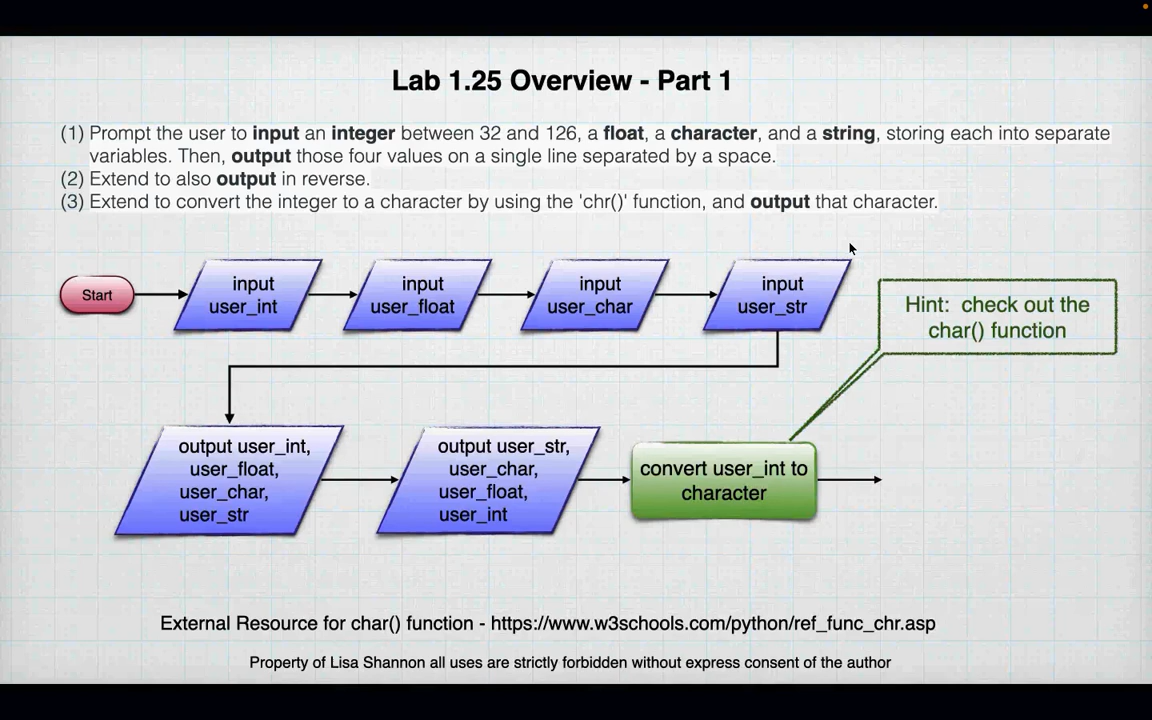 Lab 1.25 Overview - Part 1
(1) Prompt the user to input an integer between 32 and 126, a float, a character, and a string, storing each into separate
variables. Then, output those four values on a single line separated by a space.
(2) Extend to also output in reverse.
(3) Extend to convert the integer to a character by using the 'chr()' function, and output that character.
Start
input
user_int
input
user_float
input
user_char
input
user_str
Hint: check out the
char() function
output user_int,
user_float,
user_char,
user_str
output user_str,
user_char,
user_float,
user_int
convert user_int to
character
External Resource for char() function - https://www.w3schools.com/python/ref_func_chr.asp
Property of Lisa Shannon all uses are strictly forbidden without express consent of the author